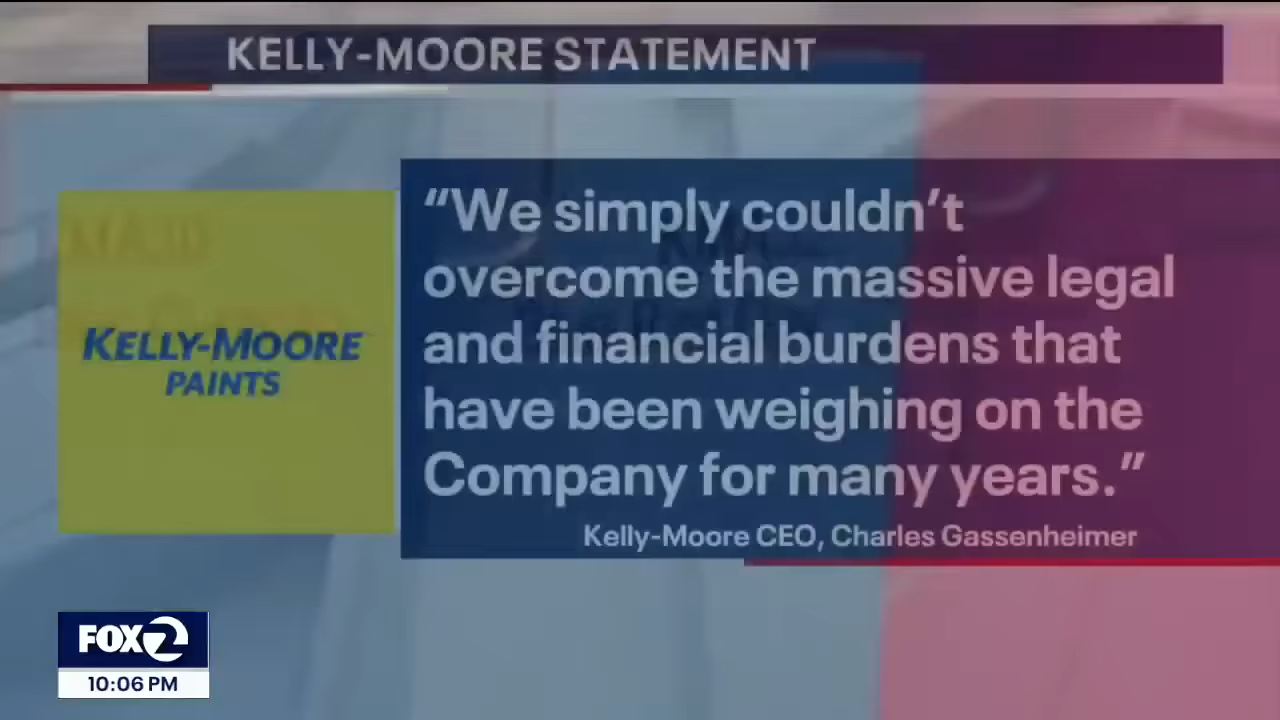 KELLY-MOORE STATEMENT
KELLY-MOORE
PAINTS
“We simply couldn’t
overcome the massive legal
and financial burdens that
have been weighing on the
Company for many years.”
Kelly-Moore CEO, Charles Gassenheimer
FOX 2
10:06 PM